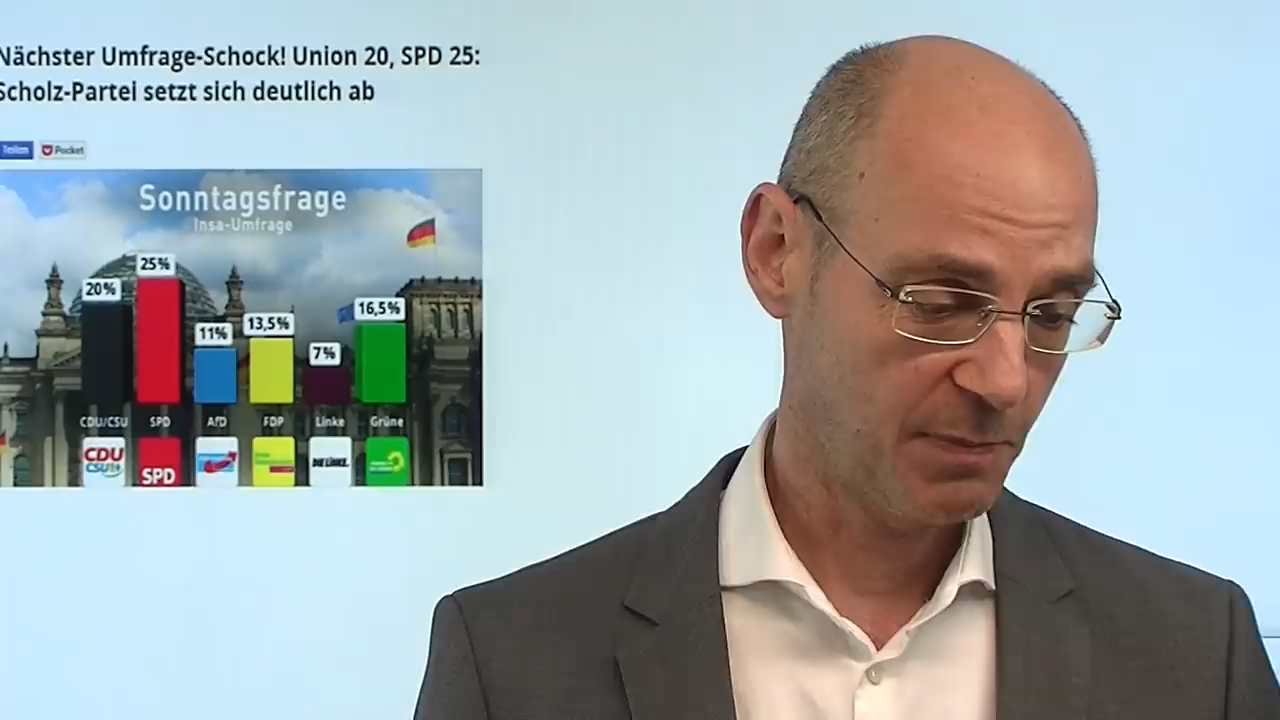 Nächster Umfrage-Schock! Union 20, SPD 25:
Scholz-Partei setzt sich deutlich ab
Teilen Pocket
Sonntagsfrage
Insa-Umfrage
25%
20%
16,5%
13,5%
11%
7%
CDU/CSU SPD AfD FDP Linke Grüne
CDU
CSU
SPD
DIE LINKE.